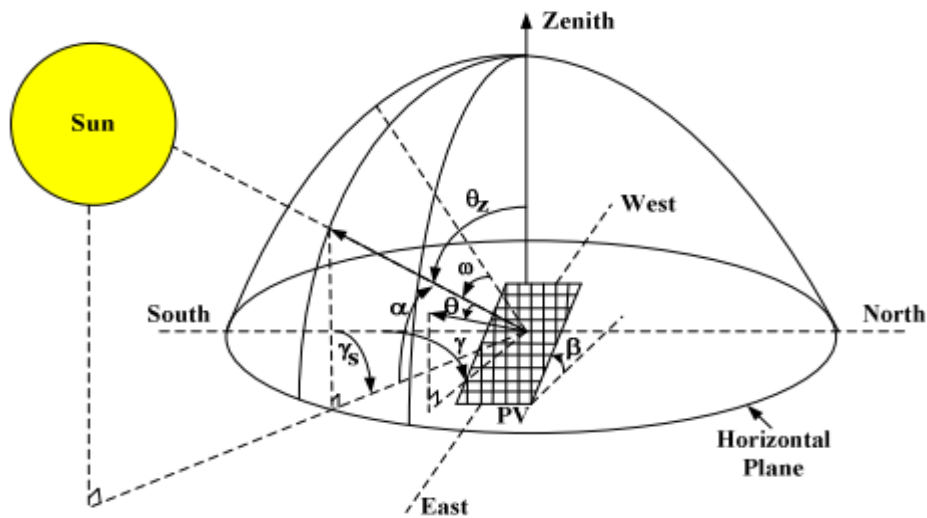 Zenith
Sun
θz
West
ω
α
θ
South
North
γs
γ
β
PV
Horizontal
Plane
East